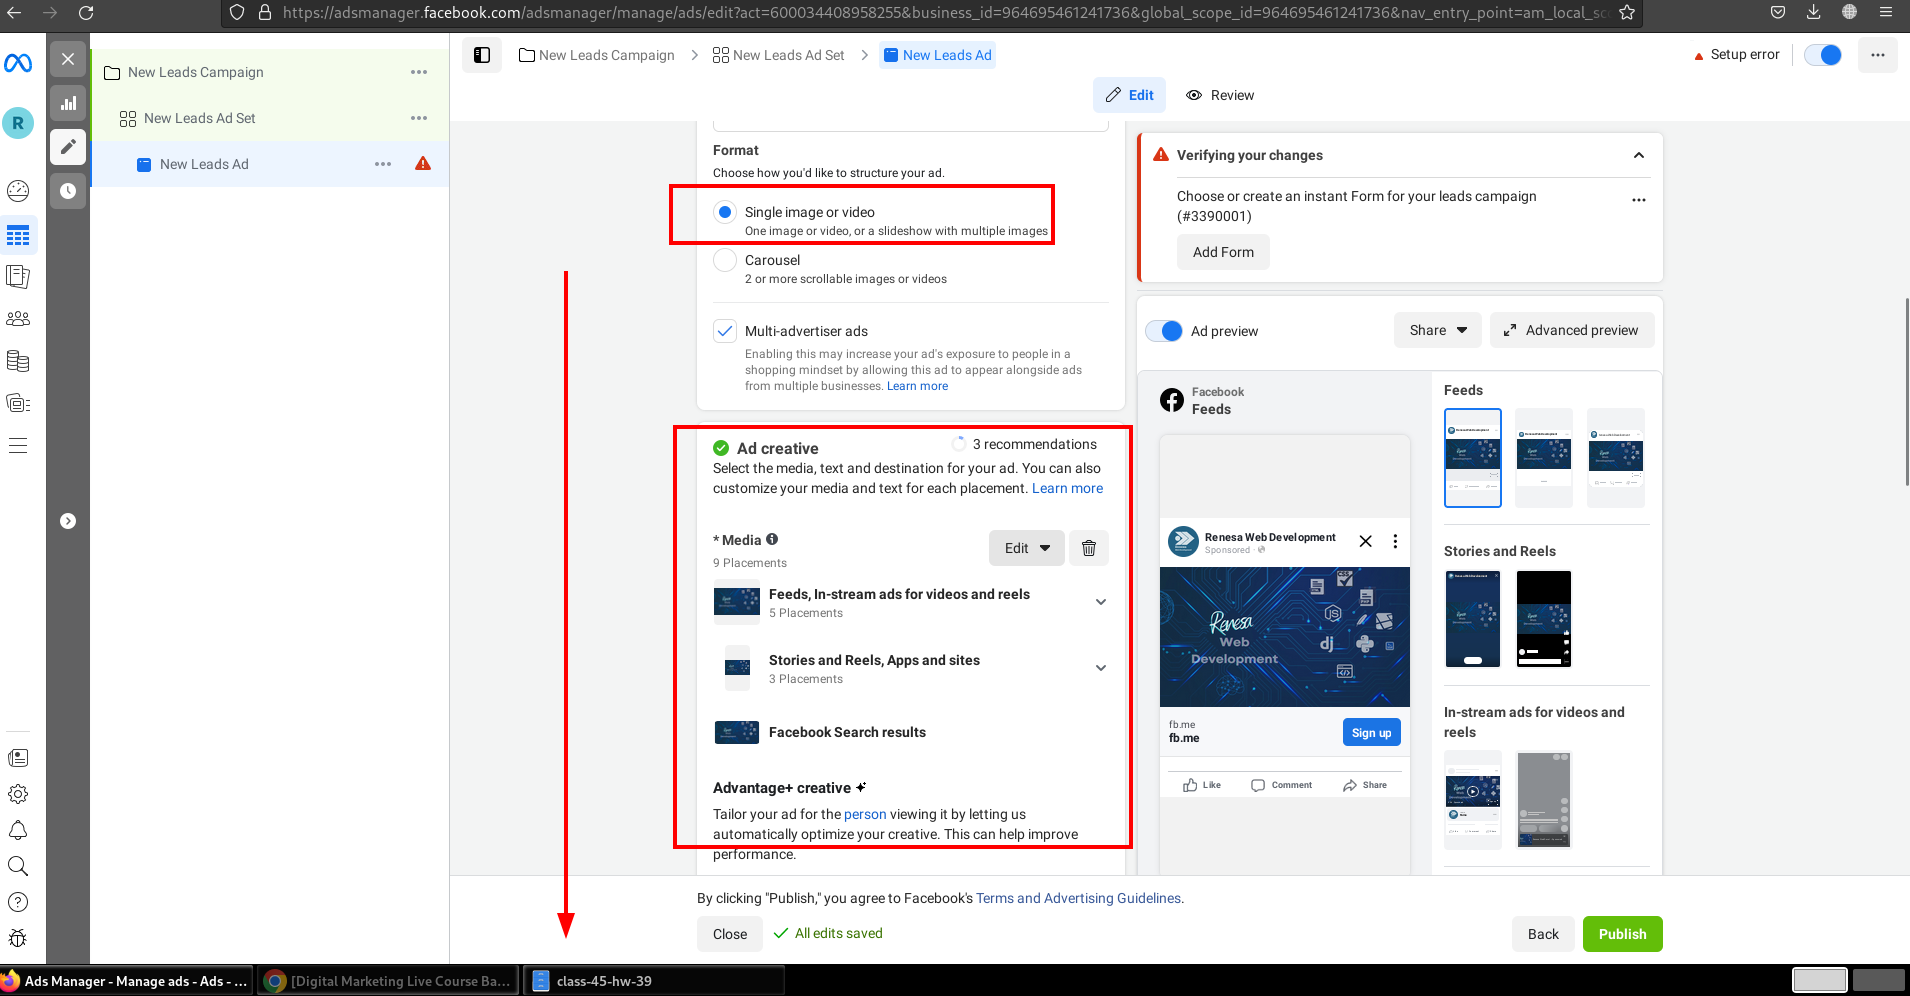 https://adsmanager.facebook.com/adsmanager/manage/ads/edit?act=600034408958255&business_id=964695461241736&global_scope_id=964695461241736&nav_entry_point=am_local_sc
R
New Leads Campaign
New Leads Ad Set
New Leads Ad
New Leads Campaign > New Leads Ad Set > New Leads Ad
Setup error
Edit
Review
Format
Choose how you'd like to structure your ad.
Single image or video
One image or video, or a slideshow with multiple images
Carousel
2 or more scrollable images or videos
Multi-advertiser ads
Enabling this may increase your ad's exposure to people in a
shopping mindset by allowing this ad to appear alongside ads
from multiple businesses. Learn more
Ad creative
3 recommendations
Select the media, text and destination for your ad. You can also
customize your media and text for each placement. Learn more
* Media
9 Placements
Edit
Feeds, In-stream ads for videos and reels
5 Placements
Stories and Reels, Apps and sites
3 Placements
Facebook Search results
Advantage+ creative
Tailor your ad for the person viewing it by letting us
automatically optimize your creative. This can help improve
performance.
Verifying your changes
Choose or create an instant Form for your leads campaign
(#3390001)
Add Form
Ad preview
Share
Advanced preview
Facebook
Feeds
Renesa Web Development
Sponsored ·
Renesa
Web
Development
CSS
PHP
JS
dj
fb.me
fb.me
Sign up
Like
Comment
Share
Feeds
Stories and Reels
In-stream ads for videos and
reels
By clicking "Publish," you agree to Facebook's Terms and Advertising Guidelines.
Close
All edits saved
Back
Publish
Ads Manager - Manage ads - Ads - ...
[Digital Marketing Live Course Ba...
class-45-hw-39